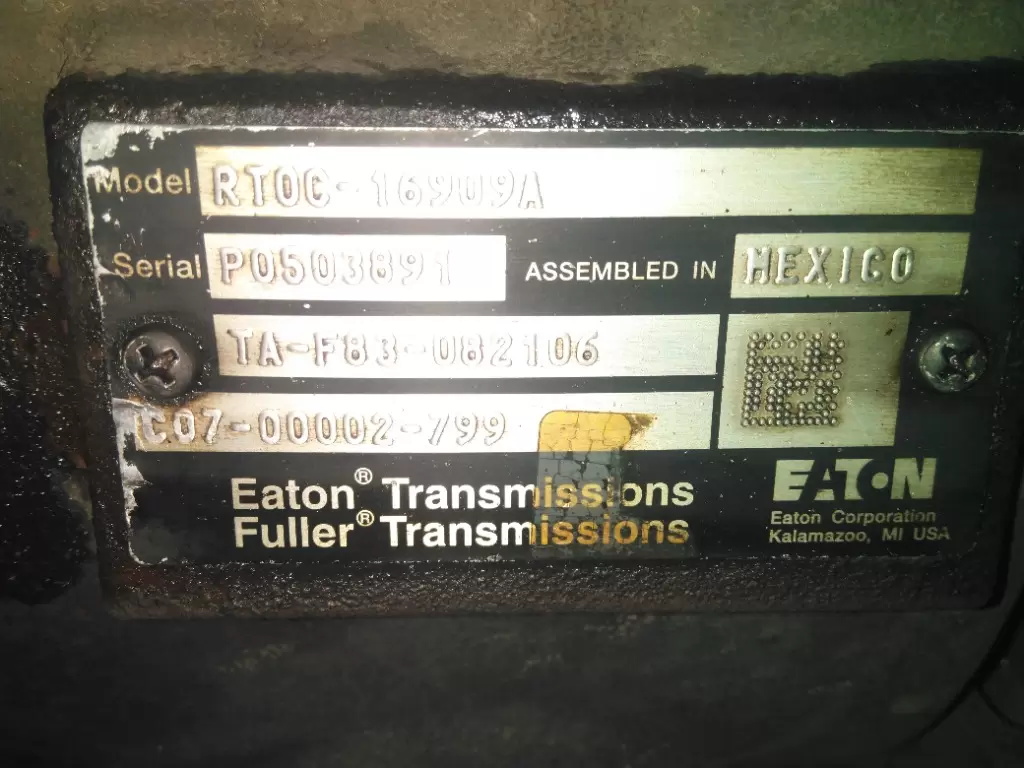 Model RTOC-16909A
Serial P0503891 ASSEMBLED IN MEXICO
TA-F83-082106
C07-00002-799
Eaton® Transmissions
Fuller® Transmissions
EATON
Eaton Corporation
Kalamazoo, MI USA